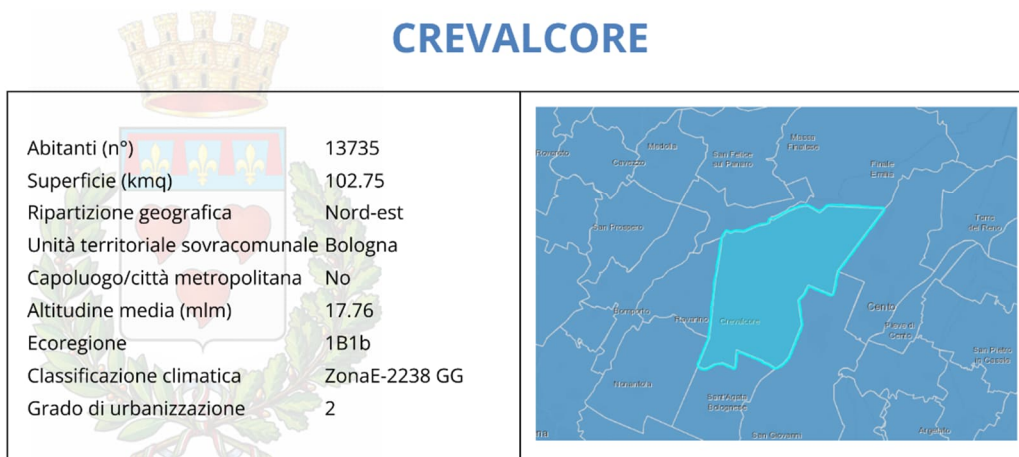 CREVALCORE
Abitanti (n°) 13735
Superficie (kmq) 102.75
Ripartizione geografica Nord-est
Unità territoriale sovracomunale Bologna
Capoluogo/città metropolitana No
Altitudine media (mlm) 17.76
Ecoregione 1B1b
Classificazione climatica ZonaE-2238 GG
Grado di urbanizzazione 2
Massa
Finalese
Medolla
Cavezzo
San Felice
sul Panaro
Finale
Emilia
San Prospero
Terre
del Reno
Cento
Bomporto
Ravarino
Crevalcore
Pieve di
Cento
San Pietro
in Casale
Nonantola
Sant'Agata
Bolognese
San Giovanni
Argelato